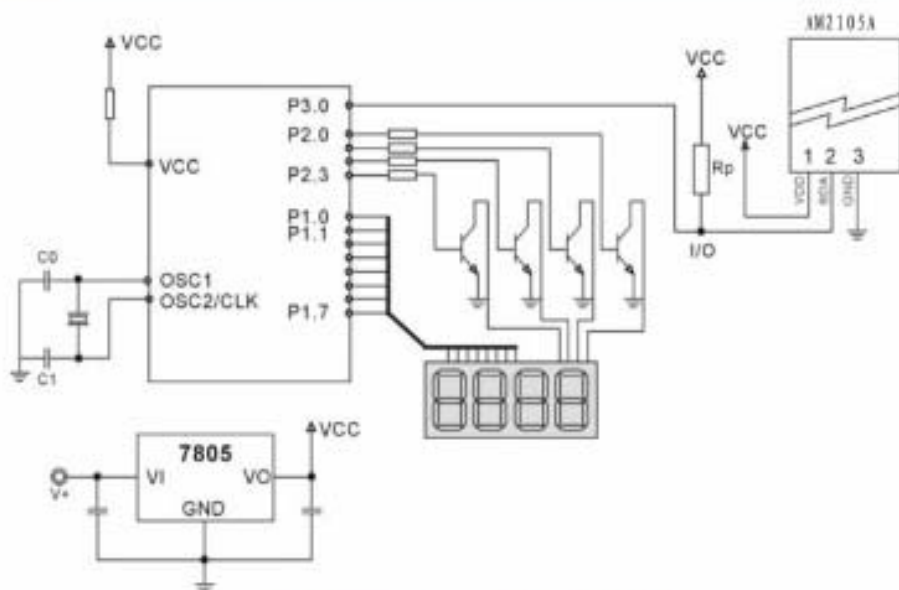 AM2105A
VCC
VCC
VCC
P3.0
P2.0
VCC
P2.3
Rp
1 2 3
VDD
SDA
GND
P1.0
P1.1
I/O
C0
OSC1
OSC2/CLK
P1.7
C1
7805
VCC
VI
VO
V+
GND